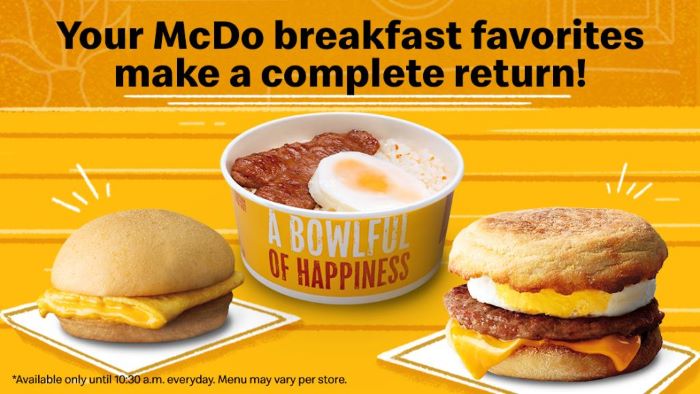 Your McDo breakfast favorites
make a complete return!
A BOWLFUL
OF HAPPINESS
*Available only until 10:30 a.m. everyday. Menu may vary per store.